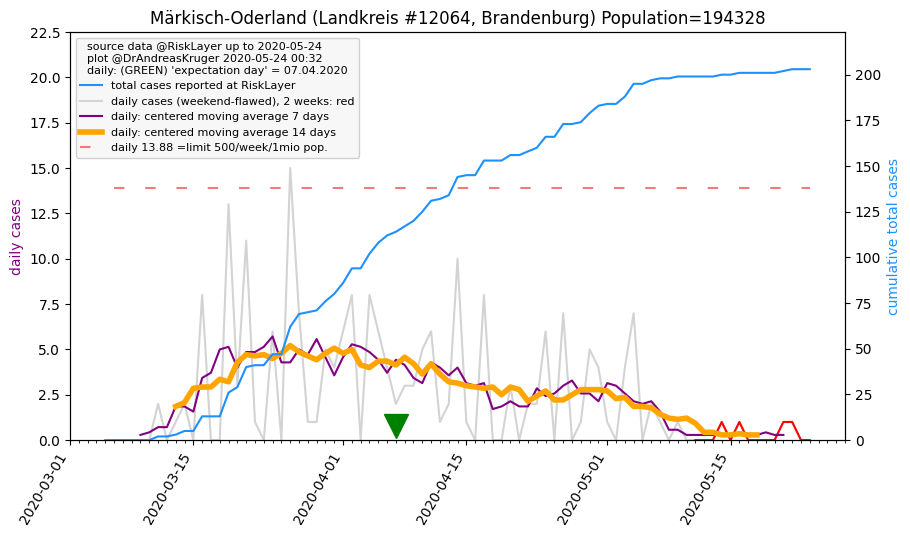 Märkisch-Oderland (Landkreis #12064, Brandenburg) Population=194328
source data @RiskLayer up to 2020-05-24
plot @DrAndreasKruger 2020-05-24 00:32
daily: (GREEN) 'expectation day' = 07.04.2020
total cases reported at RiskLayer
daily cases (weekend-flawed), 2 weeks: red
daily: centered moving average 7 days
daily: centered moving average 14 days
daily 13.88 =limit 500/week/1mio pop.
daily cases
22.5
20.0
17.5
15.0
12.5
10.0
7.5
5.0
2.5
0.0
200
175
150
125
100
75
50
25
0
cumulative total cases
2020-03-01
2020-03-15
2020-04-01
2020-04-15
2020-05-01
2020-05-15